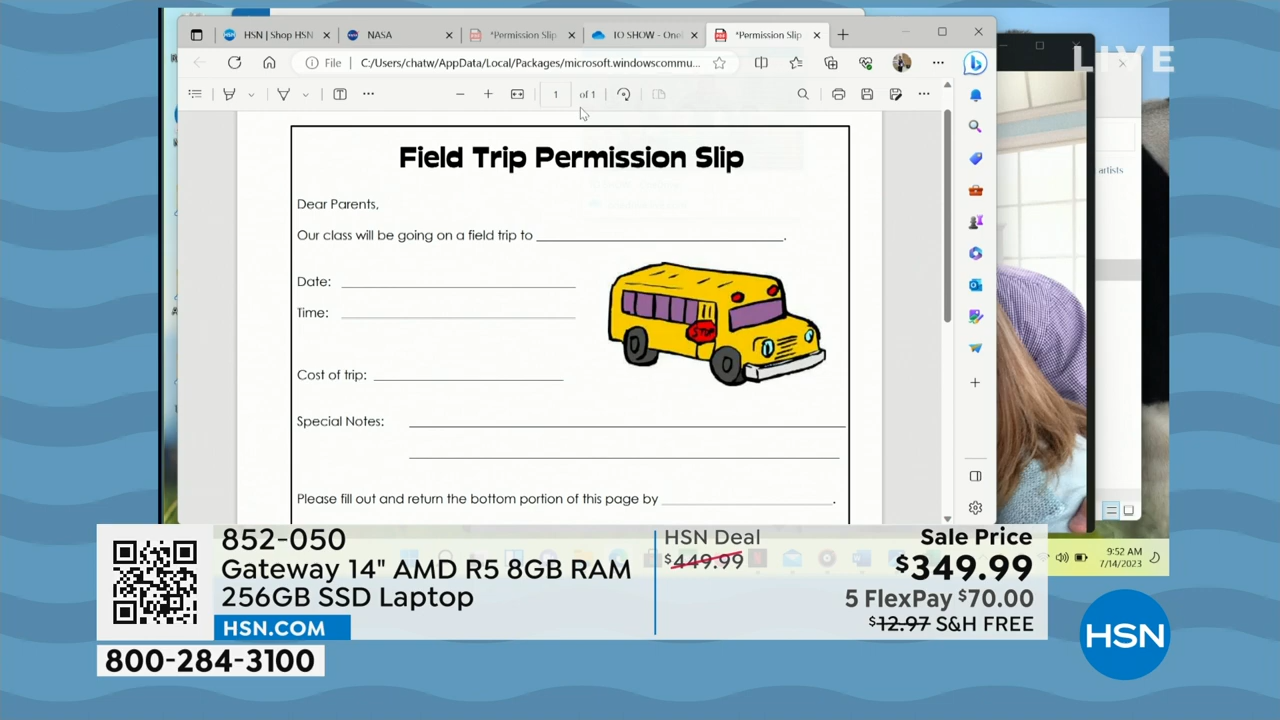 HSN | Shop HSN
NASA
*Permission Slip
IO SHOW - One
*Permission Slip
File
C:/Users/chatw/AppData/Local/Packages/microsoft.windowscommu...
LIVE
1 of 1
artists
Field Trip Permission Slip
Dear Parents,
Our class will be going on a field trip to ______________________.
Date:
Time:
STOP
Cost of trip:
Special Notes:
Please fill out and return the bottom portion of this page by ______________.
9:52 AM
7/14/2023
852-050
Gateway 14" AMD R5 8GB RAM
256GB SSD Laptop
HSN.COM
800-284-3100
HSN Deal
$449.99
Sale Price
$349.99
5 FlexPay $70.00
$12.97 S&H FREE
HSN